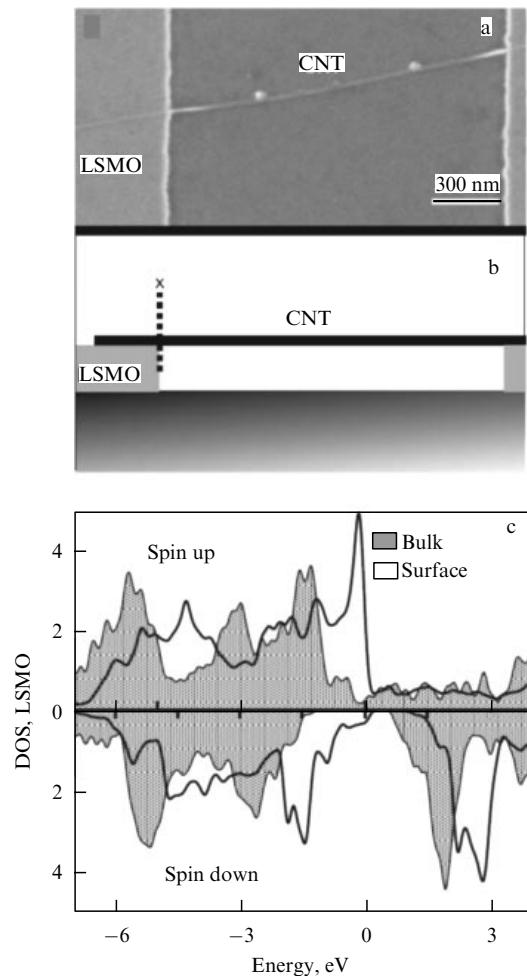 a
CNT
LSMO
300 nm
b
x
CNT
LSMO
c
Spin up
Bulk
Surface
4
2
0
2
4
DOS, LSMO
Spin down
−6
−3
0
3
Energy, eV